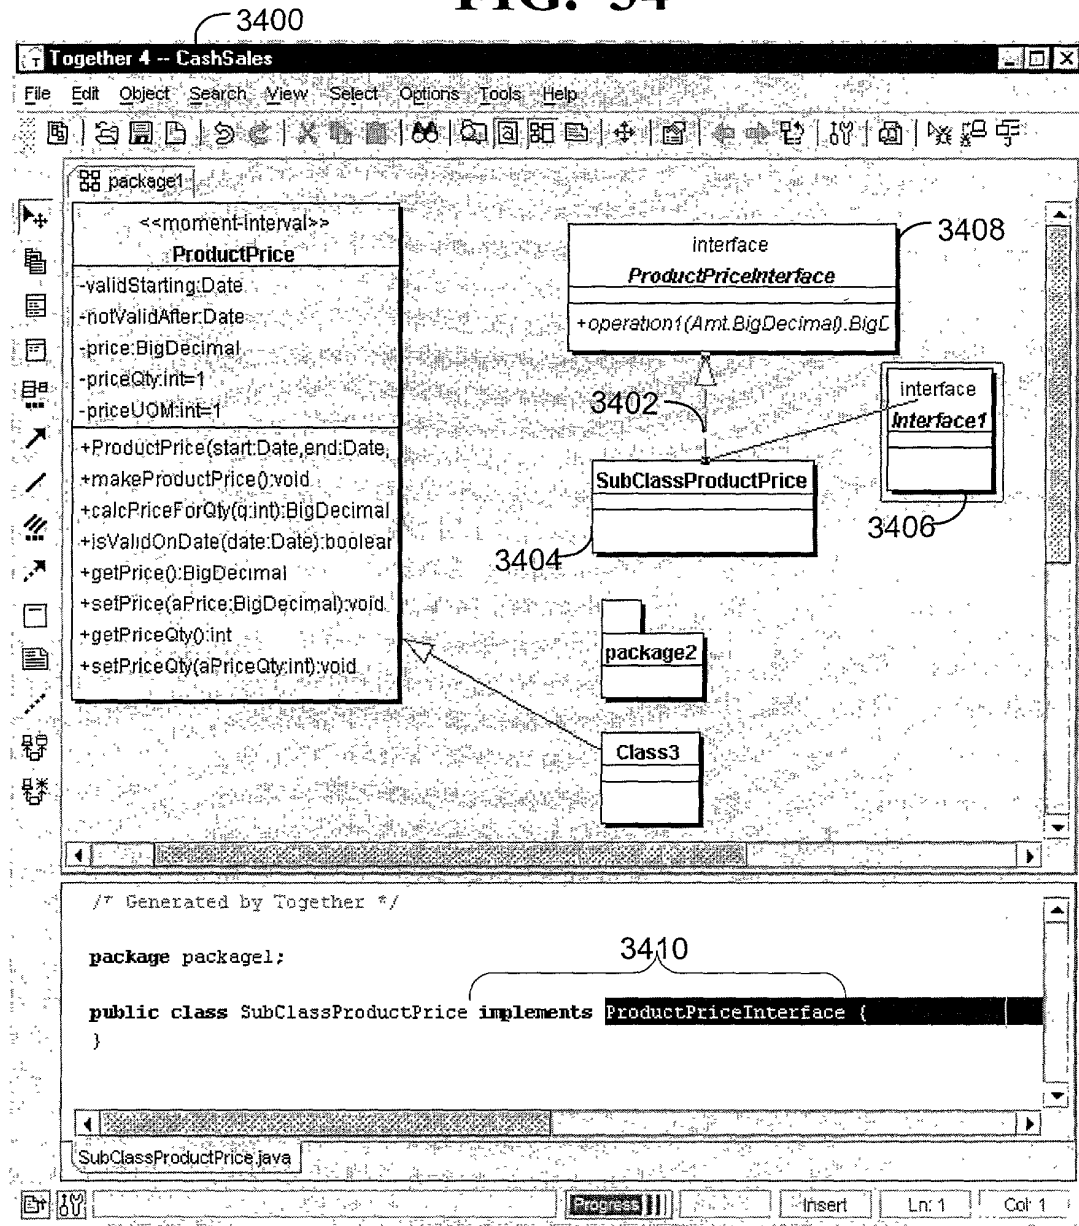 FIG. 34
3400
Together 4 -- CashSales
File Edit Object Search View Select Options Tools Help
package1
<<moment-interval>>
ProductPrice
-validStarting:Date
-notValidAfter:Date
-price:BigDecimal
-priceQty:int=1
-priceUOM:int=1
+ProductPrice(start:Date,end:Date,
+makeProductPrice():void
+calcPriceForQty(q:int):BigDecimal
+isValidOnDate(date:Date):boolear
+getPrice():BigDecimal
+setPrice(aPrice:BigDecimal):void
+getPriceQty():int
+setPriceQty(aPriceQty:int):void
interface
ProductPriceInterface
+operation1(Amt:BigDecimal):BigD
3408
3402
interface
Interface1
3406
SubClassProductPrice
3404
package2
Class3
/* Generated by Together */
package package1;
3410
public class SubClassProductPrice implements ProductPriceInterface {
}
SubClassProductPrice.java
Progress
Insert
Ln: 1
Col: 1